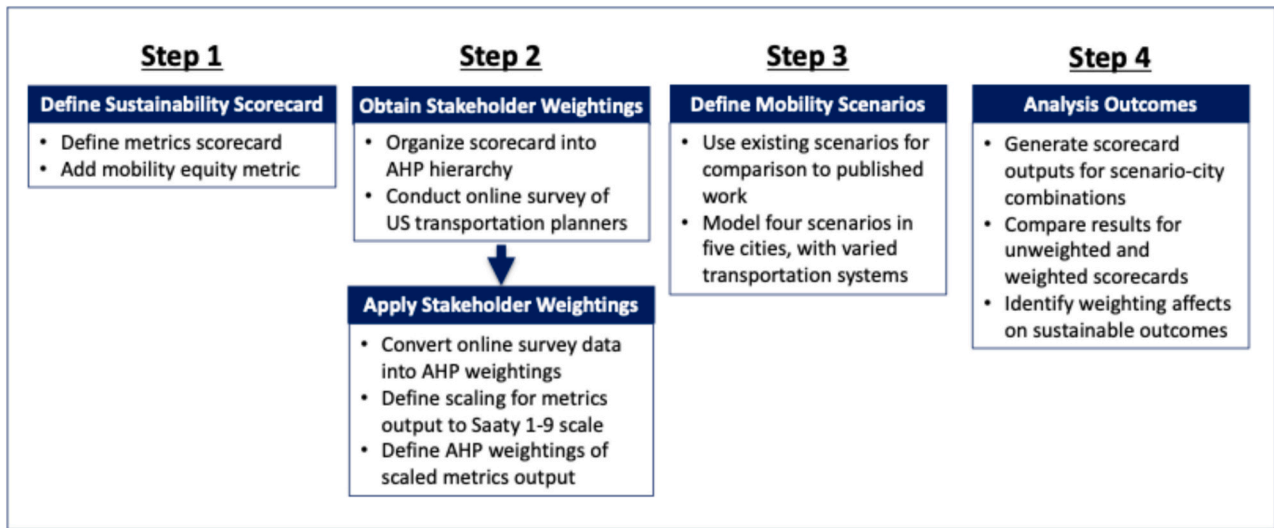 Step 1
Define Sustainability Scorecard
• Define metrics scorecard
• Add mobility equity metric
Step 2
Obtain Stakeholder Weightings
• Organize scorecard into
AHP hierarchy
• Conduct online survey of
US transportation planners
Apply Stakeholder Weightings
• Convert online survey data
into AHP weightings
• Define scaling for metrics
output to Saaty 1-9 scale
• Define AHP weightings of
scaled metrics output
Step 3
Define Mobility Scenarios
• Use existing scenarios for
comparison to published
work
• Model four scenarios in
five cities, with varied
transportation systems
Step 4
Analysis Outcomes
• Generate scorecard
outputs for scenario-city
combinations
• Compare results for
unweighted and
weighted scorecards
• Identify weighting affects
on sustainable outcomes